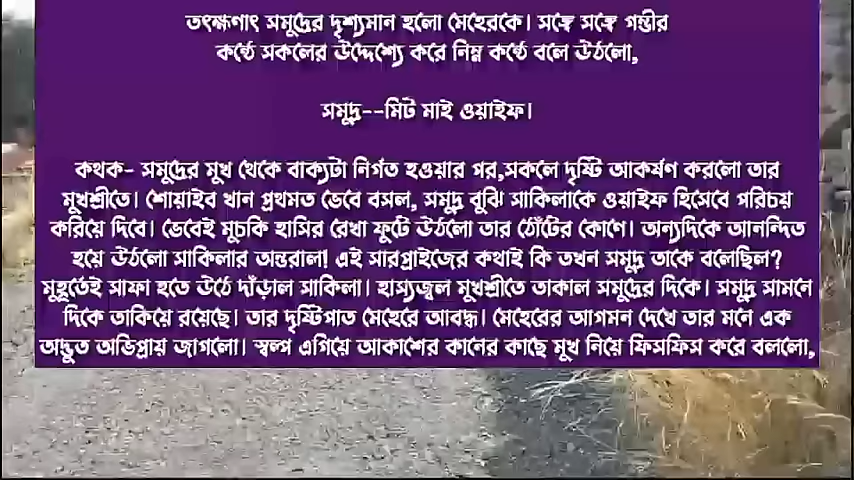 তৎক্ষণাৎ সমুদ্রের দৃশ্যমান হলো মেহেরকে। সঙ্গে সঙ্গে গম্ভীর
কন্ঠে সকলের উদ্দেশ্যে করে নিম্ন কন্ঠে বলে উঠলো,
সমুদ্র--মিট মাই ওয়াইফ।
কথক- সমুদ্রের মুখ থেকে বাক্যটা নির্গত হওয়ার পর,সকলে দৃষ্টি আকর্ষণ করলো তার
মুখশ্রীতে। শোয়াইব খান প্রথমত ভেবে বসল, সমুদ্র বুঝি সাকিলাকে ওয়াইফ হিসেবে পরিচয়
করিয়ে দিবে। ভেবেই মুচকি হাসির রেখা ফুটে উঠলো তার ঠোঁটের কোণে। অন্যদিকে আনন্দিত
হয়ে উঠলো সাকিলার অন্তরাল! এই সারপ্রাইজের কথাই কি তখন সমুদ্র তাকে বলেছিল?
মুহূর্তেই সাফা হতে উঠে দাঁড়াল সাকিলা। হাস্যজ্বল মুখশ্রীতে তাকাল সমুদ্রের দিকে। সমুদ্র সামনে
দিকে তাকিয়ে রয়েছে। তার দৃষ্টিপাত মেহেরে আবদ্ধ। মেহেরের আগমন দেখে তার মনে এক
অদ্ভুত অভিপ্রায় জাগলো। স্বল্প এগিয়ে আকাশের কানের কাছে মুখ নিয়ে ফিসফিস করে বললো,